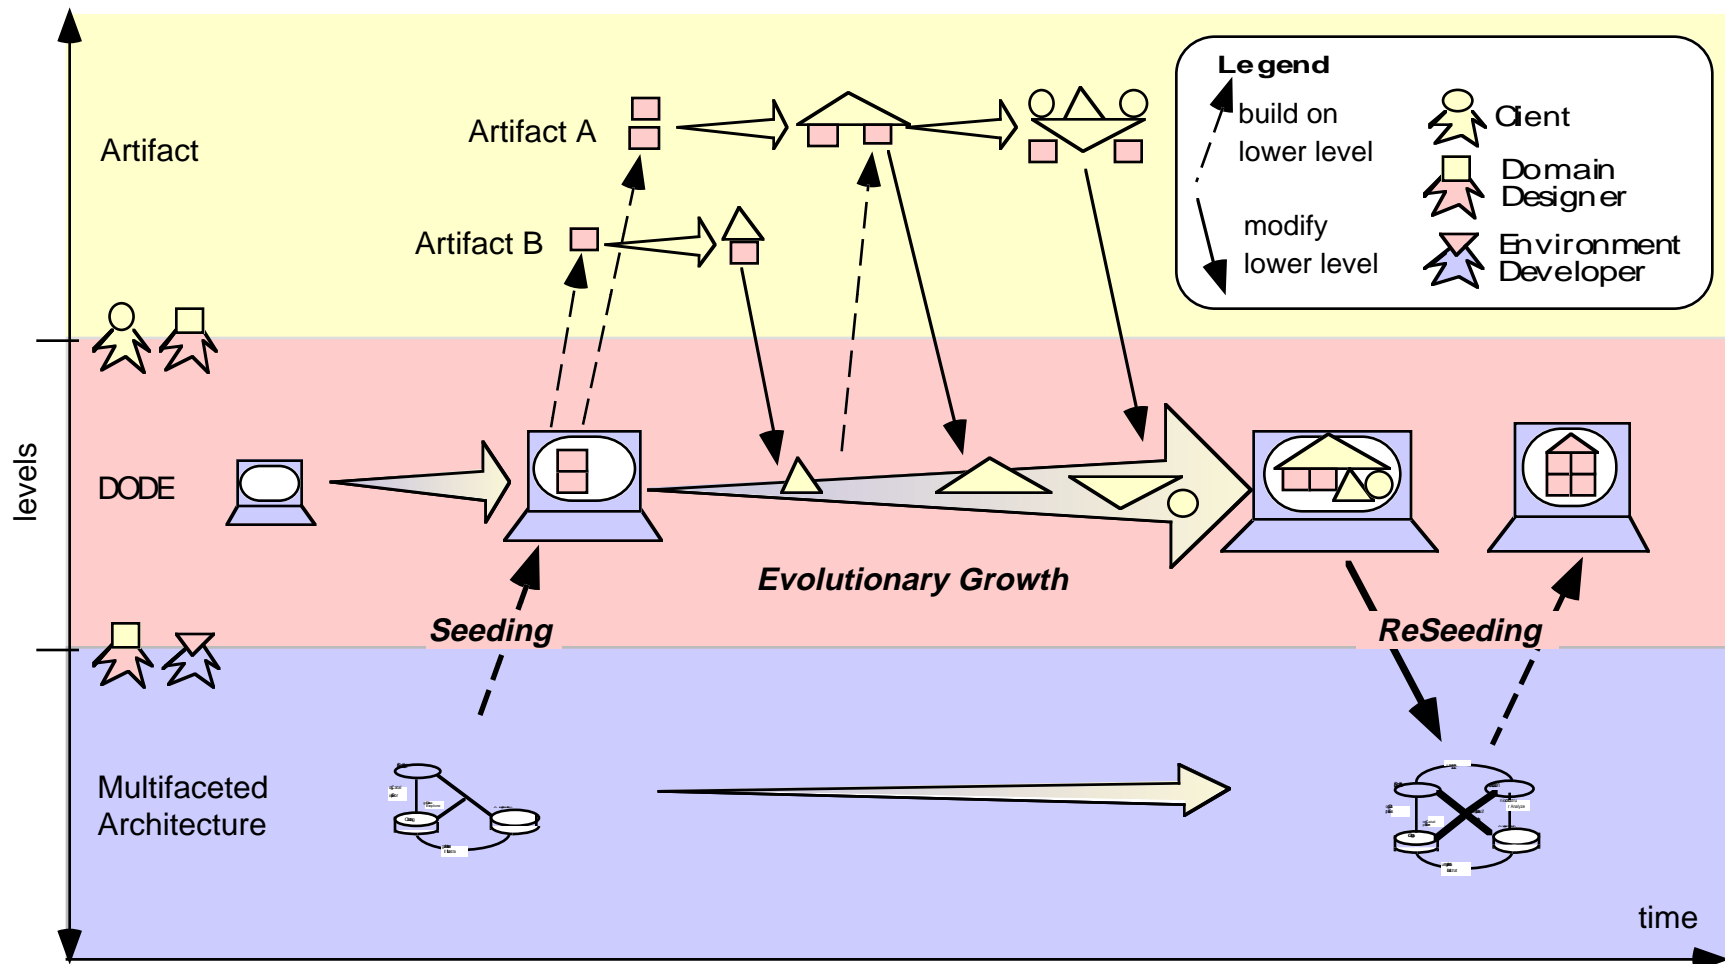 Legend
build on
lower level
modify
lower level
Client
Domain
Designer
Environment
Developer
Artifact
Artifact A
Artifact B
levels
DODE
Evolutionary Growth
Seeding
ReSeeding
Multifaceted
Architecture
time